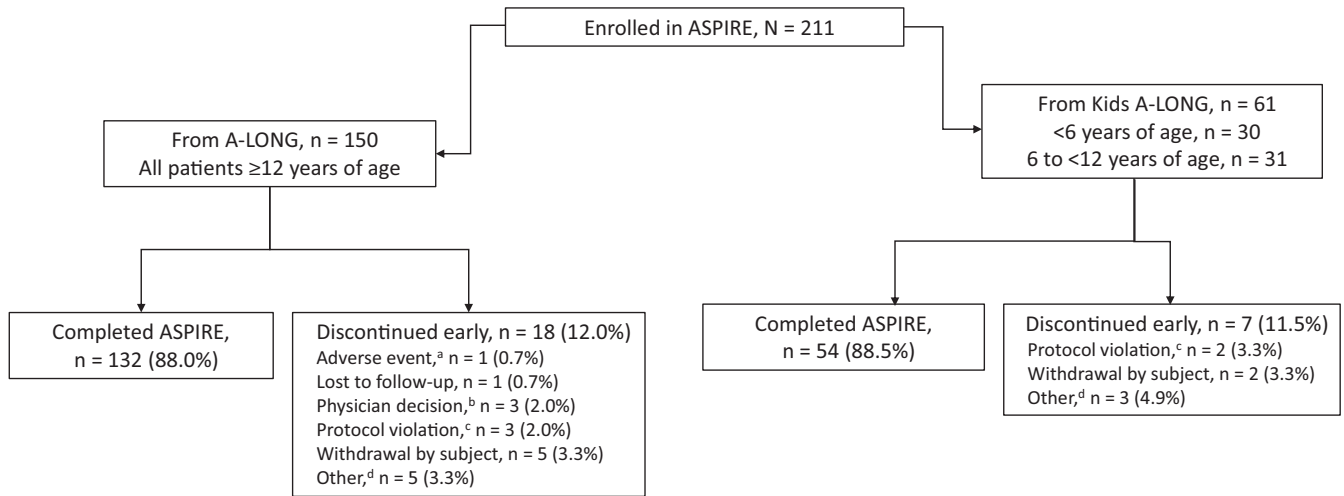 Enrolled in ASPIRE, N = 211
From A-LONG, n = 150
All patients ≥12 years of age
From Kids A-LONG, n = 61
<6 years of age, n = 30
6 to <12 years of age, n = 31
Completed ASPIRE,
n = 132 (88.0%)
Discontinued early, n = 18 (12.0%)
Adverse event,ᵃ n = 1 (0.7%)
Lost to follow-up, n = 1 (0.7%)
Physician decision,ᵇ n = 3 (2.0%)
Protocol violation,ᶜ n = 3 (2.0%)
Withdrawal by subject, n = 5 (3.3%)
Other,ᵈ n = 5 (3.3%)
Completed ASPIRE,
n = 54 (88.5%)
Discontinued early, n = 7 (11.5%)
Protocol violation,ᶜ n = 2 (3.3%)
Withdrawal by subject, n = 2 (3.3%)
Other,ᵈ n = 3 (4.9%)